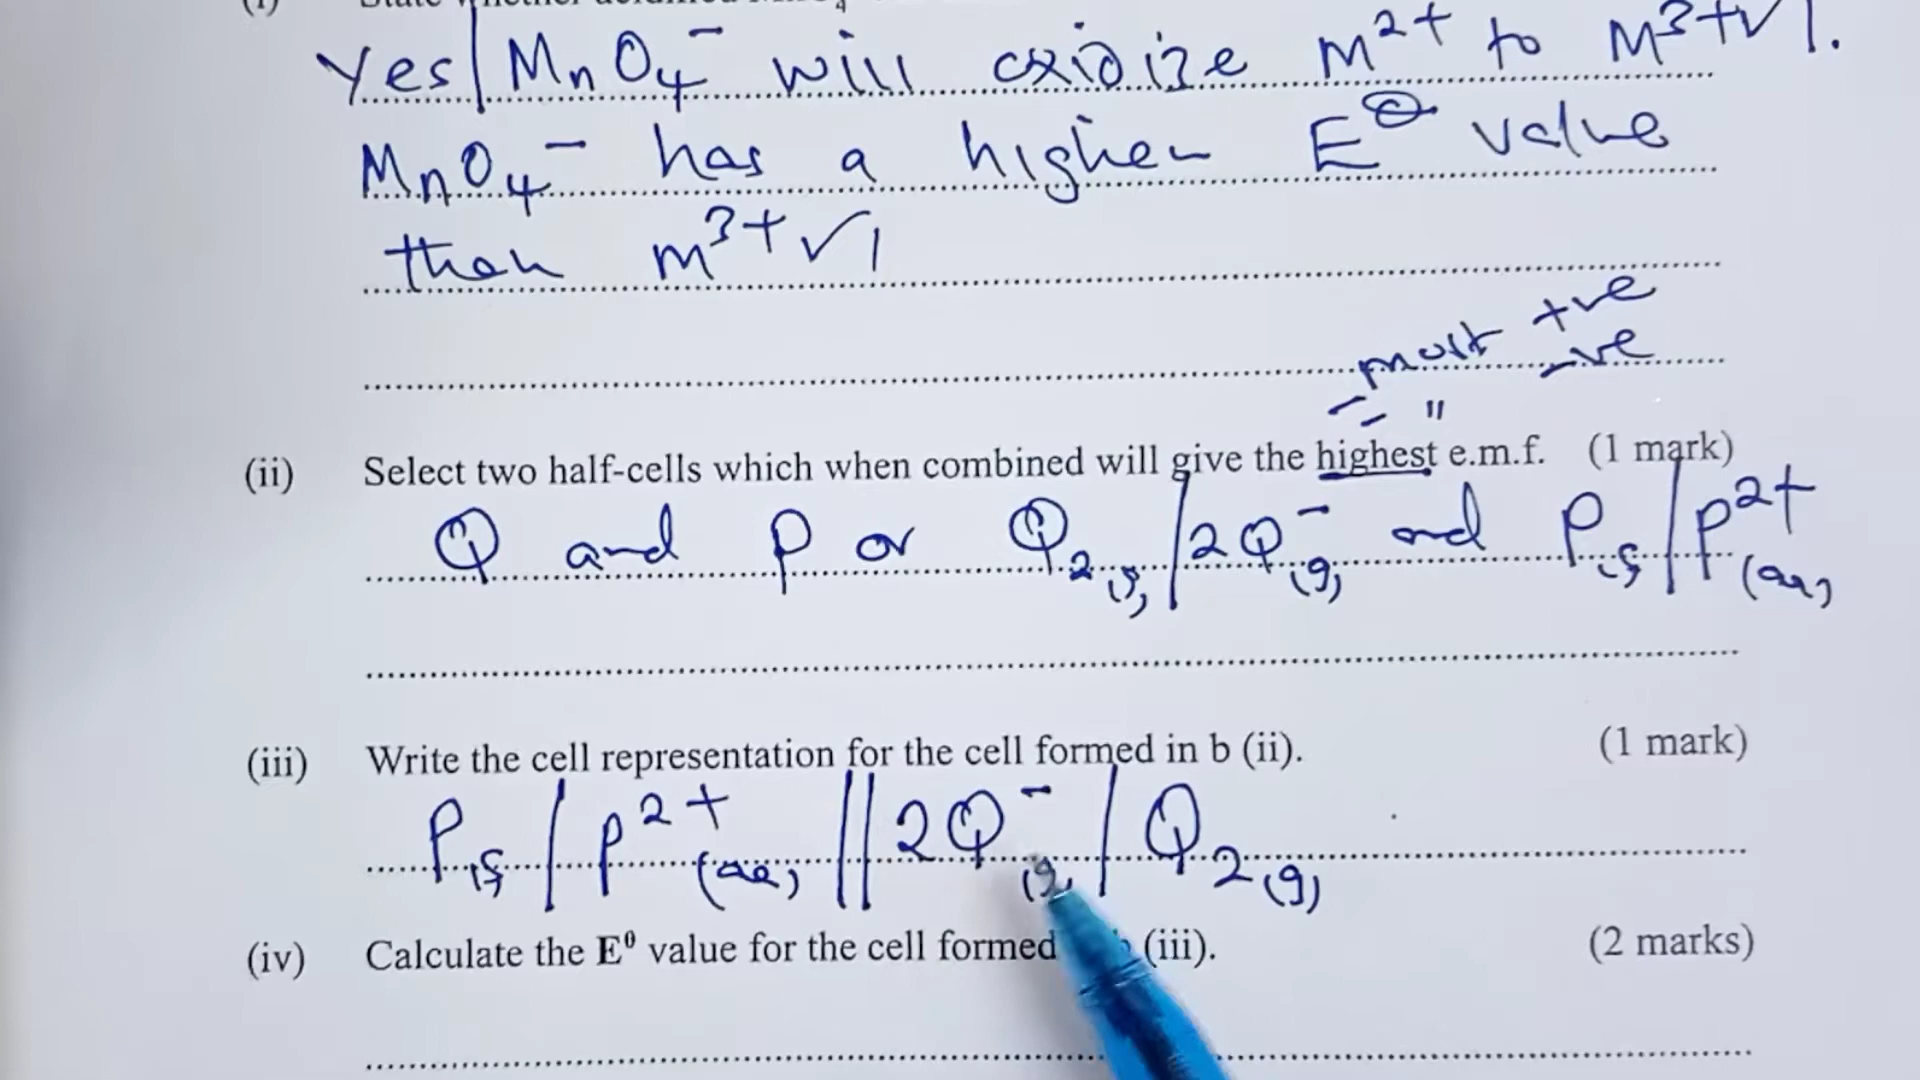 Yes/ MnO4⁻ will oxidize M²⁺ to M³⁺ ✓1.
MnO4⁻ has a higher E⊖ value
than M³⁺ ✓1
most +ve
= " -ve
(ii) Select two half-cells which when combined will give the highest e.m.f. (1 mark)
Q and P or Q2(g)/2Q⁻(g) and P(s)/P²⁺(aq)
(iii) Write the cell representation for the cell formed in b (ii). (1 mark)
P(s)/P²⁺(aq)//2Q⁻(g)/Q2(g)
(iv) Calculate the E⁰ value for the cell formed (iii). (2 marks)